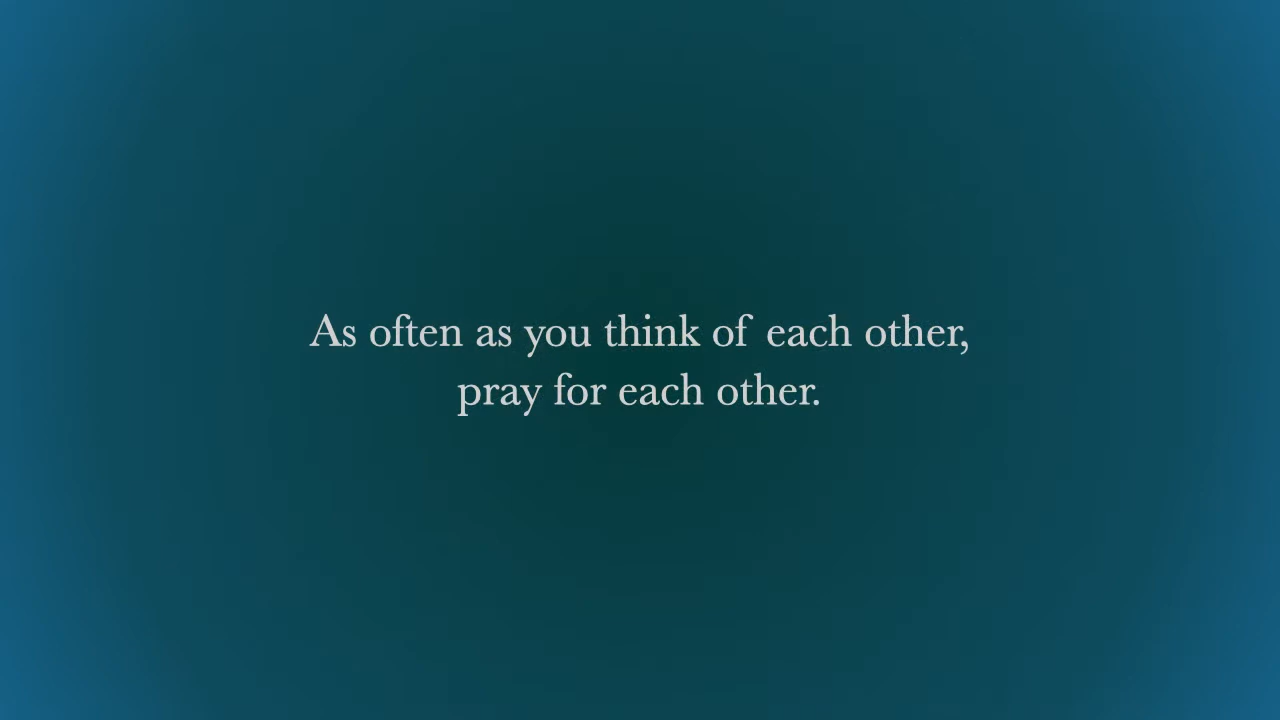 As often as you think of each other,
pray for each other.